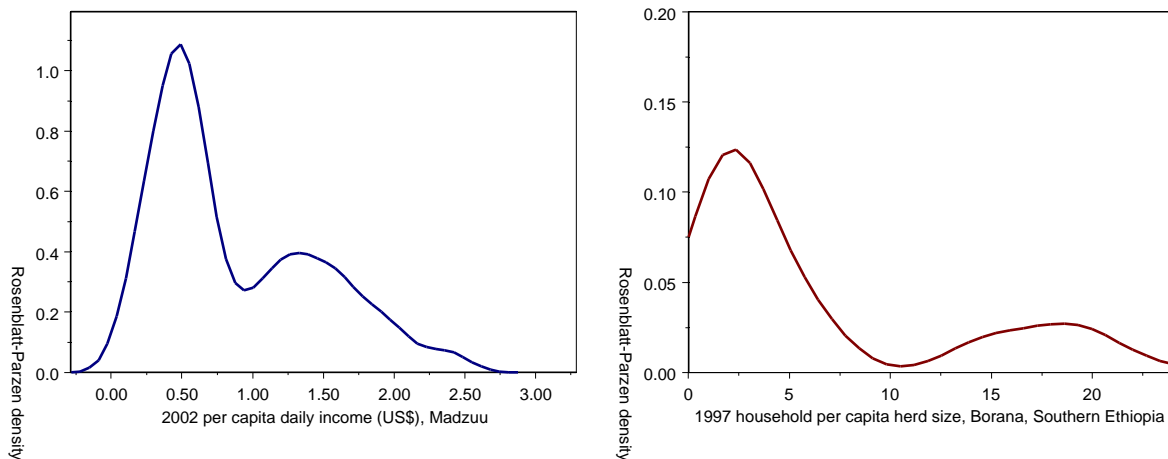 1.0
0.8
0.6
0.4
0.2
0.0
0.00 0.50 1.00 1.50 2.00 2.50 3.00
2002 per capita daily income (US$), Madzuu
Rosenblatt-Parzen density
0.20
0.15
0.10
0.05
0.00
0 5 10 15 20
1997 household per capita herd size, Borana, Southern Ethiopia
Rosenblatt-Parzen density